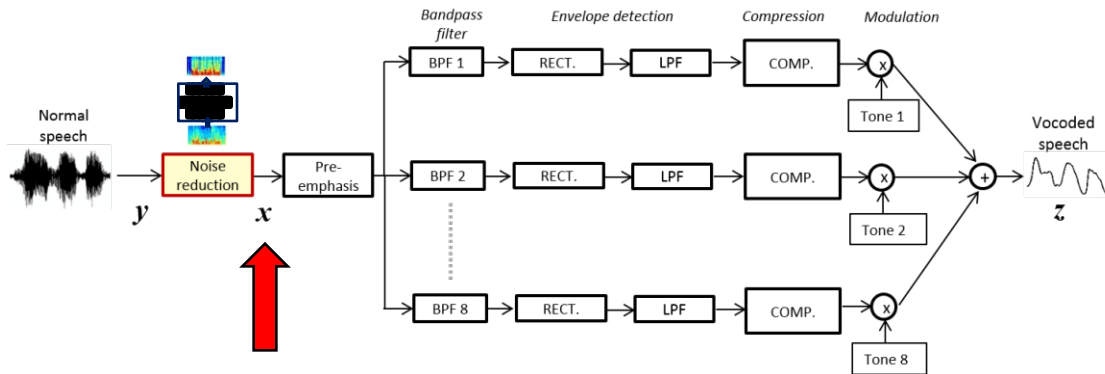 Bandpass
filter
Envelope detection
Compression
Modulation
BPF 1
RECT.
LPF
COMP.
x
Tone 1
Normal
speech
y
Noise
reduction
x
Pre-
emphasis
BPF 2
RECT.
LPF
COMP.
x
Tone 2
+
Vocoded
speech
z
BPF 8
RECT.
LPF
COMP.
x
Tone 8